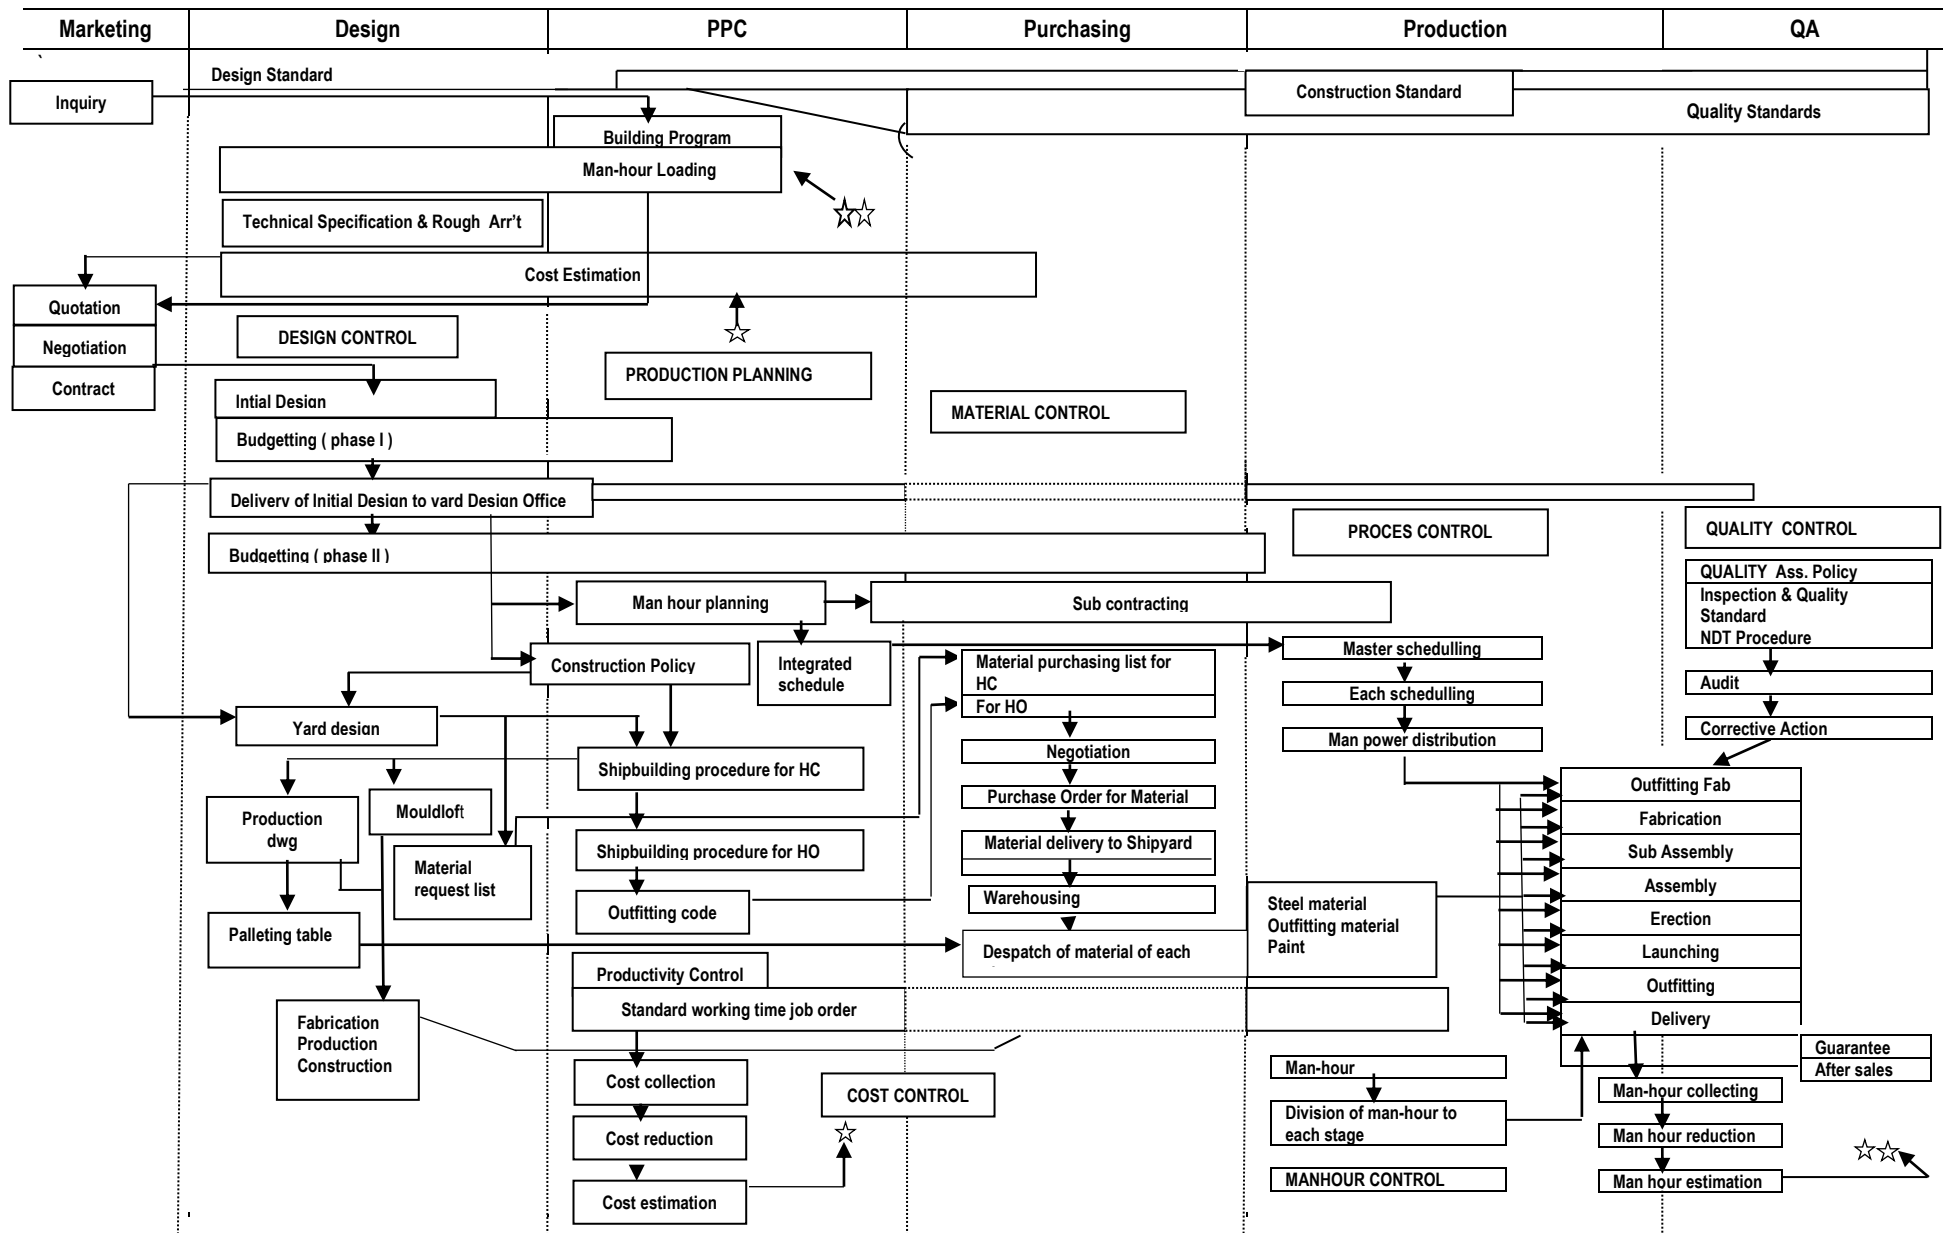 Marketing
Design
PPC
Purchasing
Production
QA
`
Design Standard
Construction Standard
Inquiry
Quality Standards
Building Program
Man-hour Loading
☆☆
Technical Specification & Rough Arr’t
Cost Estimation
Quotation
Negotiation
Contract
DESIGN CONTROL
☆
PRODUCTION PLANNING
Intial Design
MATERIAL CONTROL
Budgetting ( phase I )
Delivery of Initial Design to yard Design Office
PROCES CONTROL
QUALITY CONTROL
Budgetting ( phase II )
QUALITY Ass. Policy
Inspection & Quality
Standard
NDT Procedure
Man hour planning
Sub contracting
Construction Policy
Integrated
schedule
Material purchasing list for
HC
For HO
Master schedulling
Each schedulling
Man power distribution
Audit
Corrective Action
Yard design
Negotiation
Shipbuilding procedure for HC
Purchase Order for Material
Production
dwg
Mouldloft
Material
request list
Shipbuilding procedure for HO
Material delivery to Shipyard
Warehousing
Outfitting code
Palleting table
Despatch of material of each
Steel material
Outfitting material
Paint
Outfitting Fab
Fabrication
Sub Assembly
Assembly
Erection
Launching
Outfitting
Delivery
Productivity Control
Standard working time job order
Fabrication
Production
Construction
Cost collection
Cost reduction
Cost estimation
COST CONTROL
☆
Man-hour
Division of man-hour to
each stage
MANHOUR CONTROL
Guarantee
After sales
Man-hour collecting
Man hour reduction
Man hour estimation
☆☆